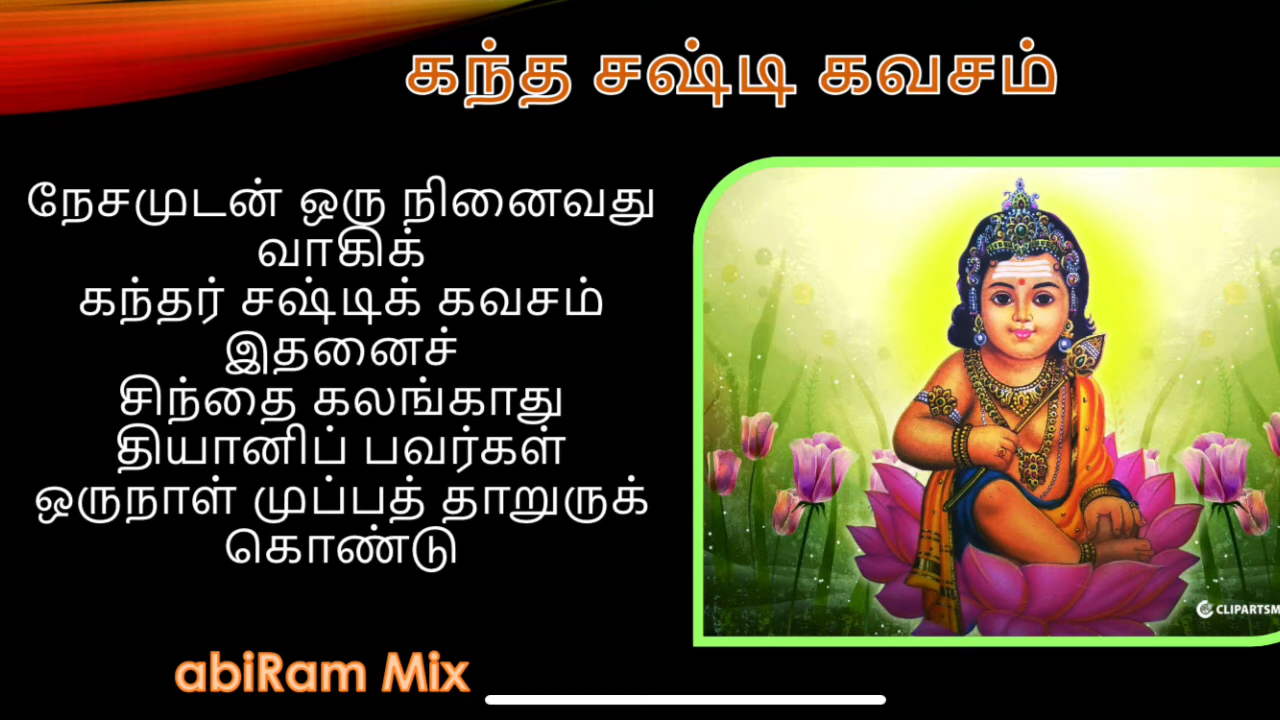 கந்த சஷ்டி கவசம்
நேசமுடன் ஒரு நினைவது
வாகிக்
கந்தர் சஷ்டிக் கவசம்
இதனைச்
சிந்தை கலங்காது
தியானிப் பவர்கள்
ஒருநாள் முப்பத் தாறுருக்
கொண்டு
CLIPARTSM
abiRam Mix